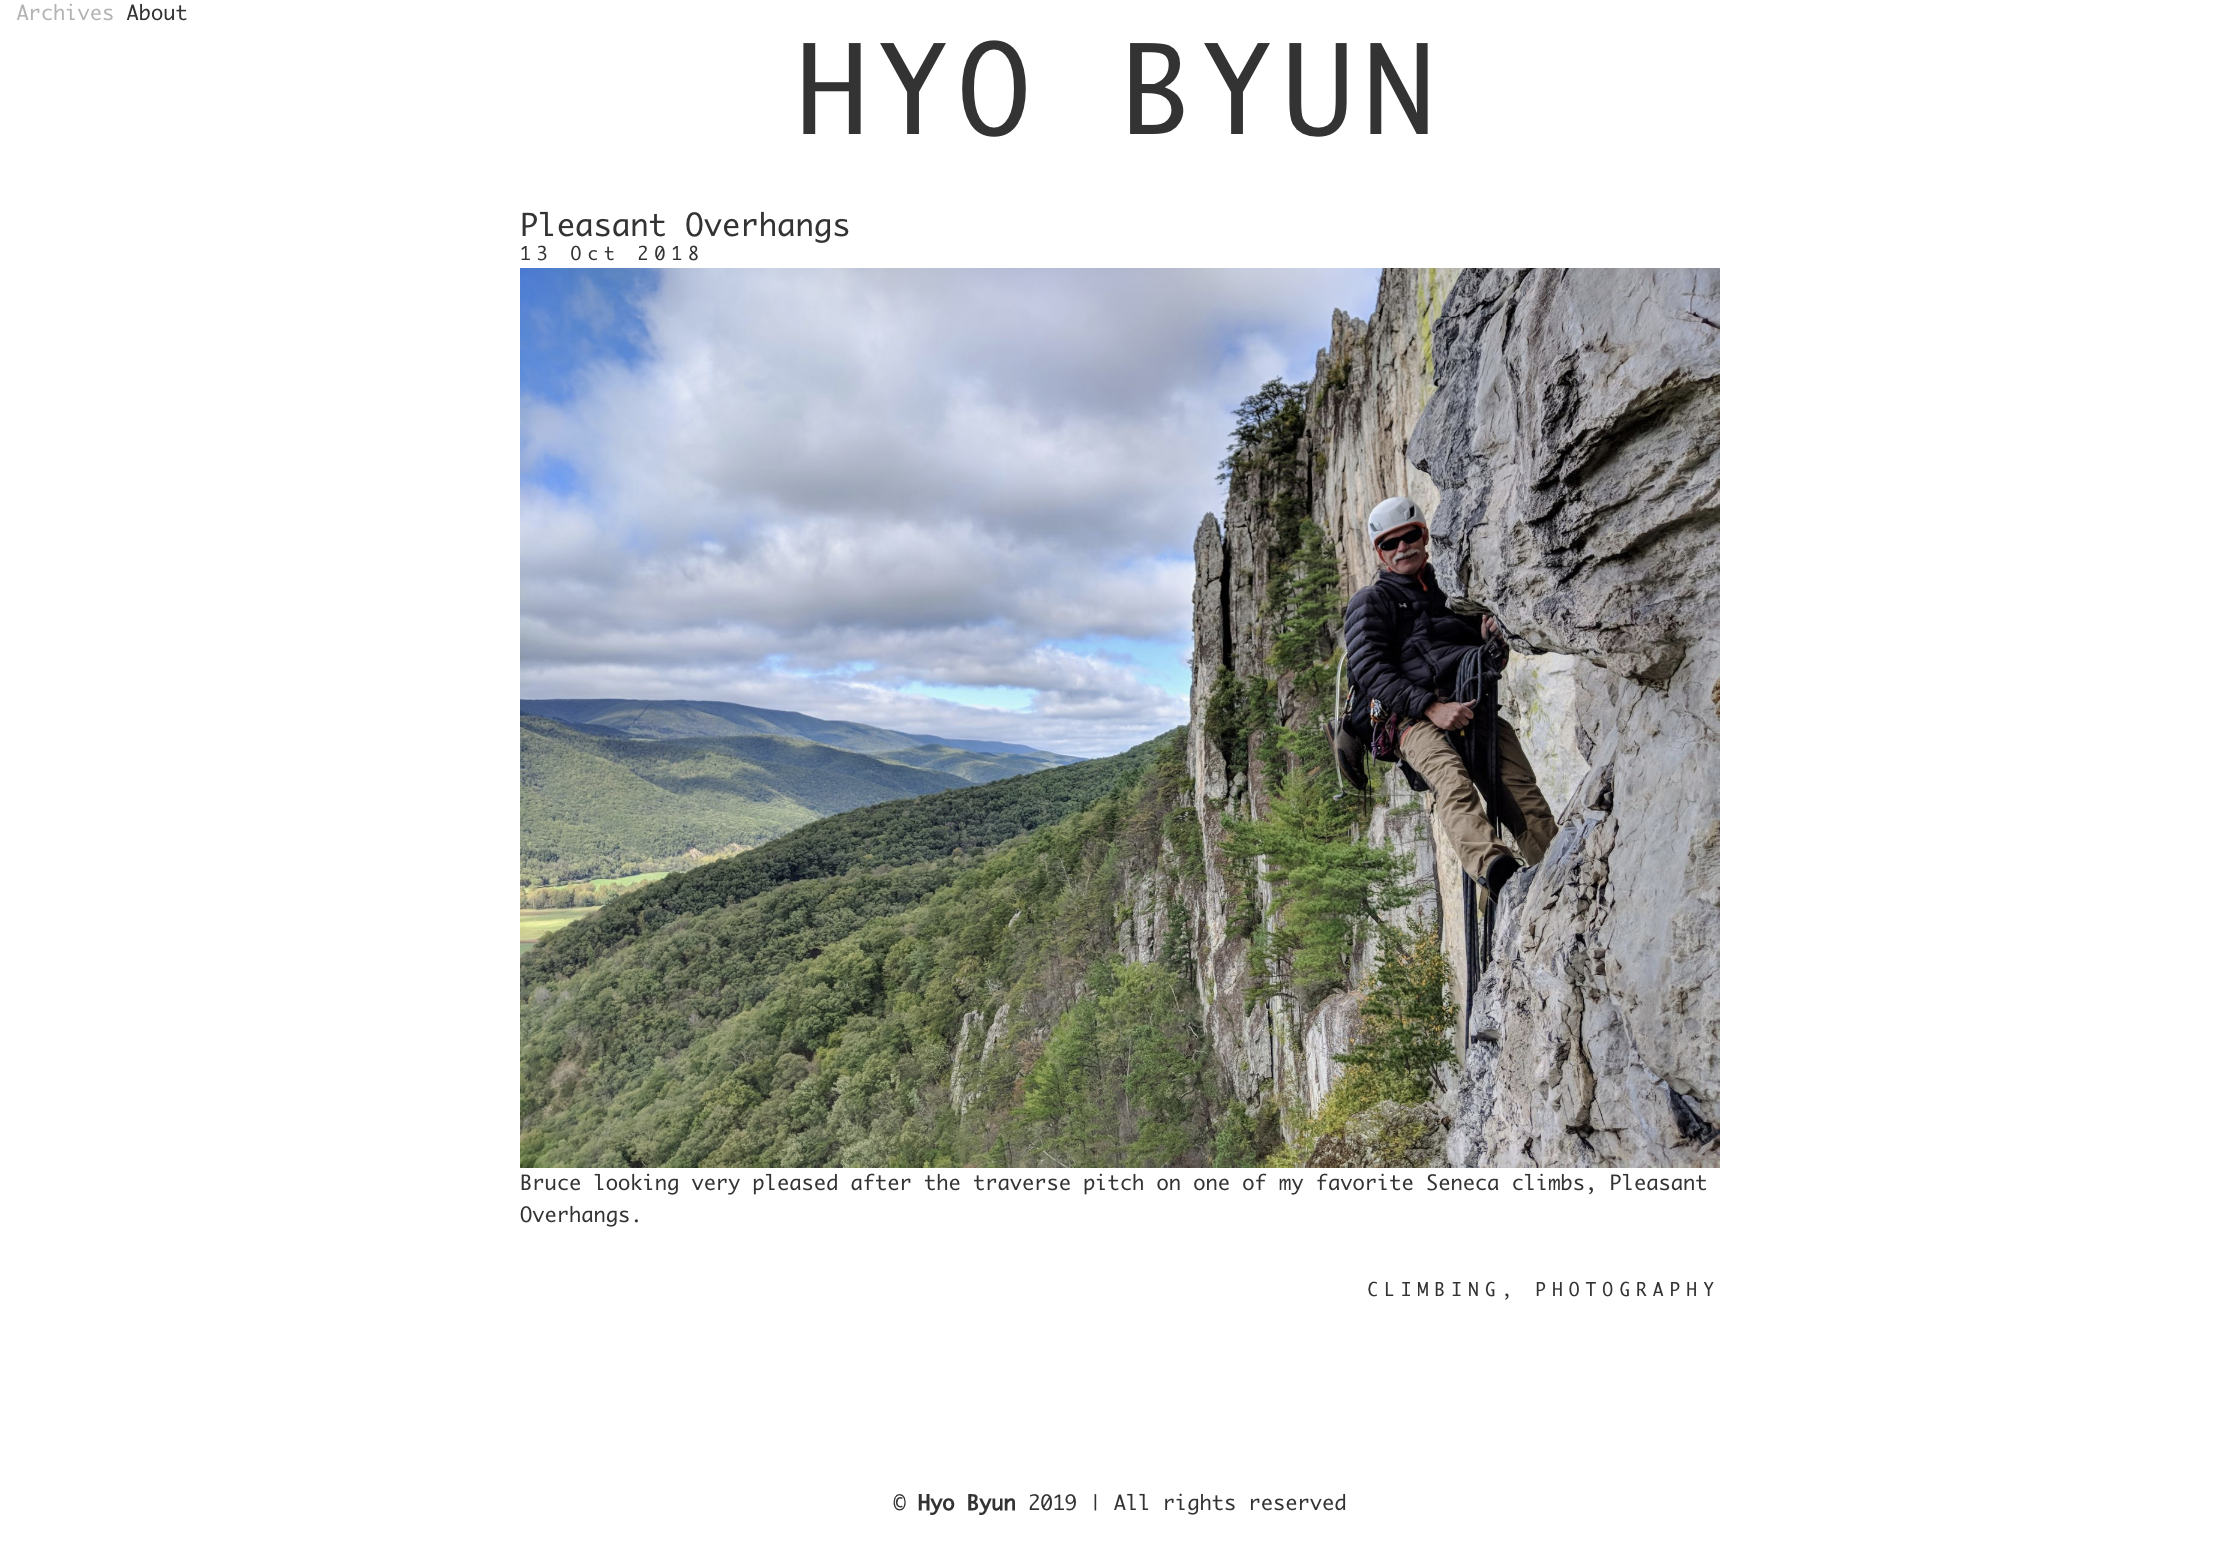 Archives About
HYO BYUN
Pleasant Overhangs
13 Oct 2018
Bruce looking very pleased after the traverse pitch on one of my favorite Seneca climbs, Pleasant
Overhangs.
CLIMBING, PHOTOGRAPHY
© Hyo Byun 2019 | All rights reserved